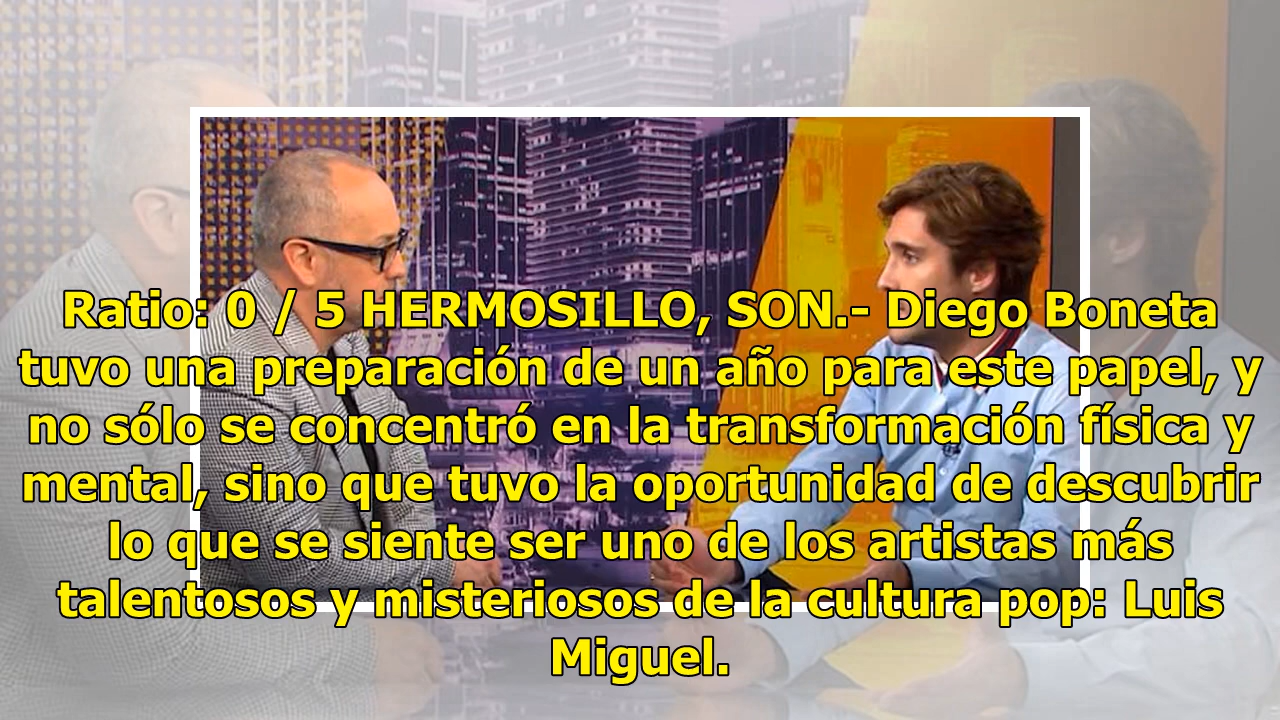 Ratio: 0 / 5 HERMOSILLO, SON.- Diego Boneta
tuvo una preparación de un año para este papel, y
no sólo se concentró en la transformación física y
mental, sino que tuvo la oportunidad de descubrir
lo que se siente ser uno de los artistas más
talentosos y misteriosos de la cultura pop: Luis
Miguel.